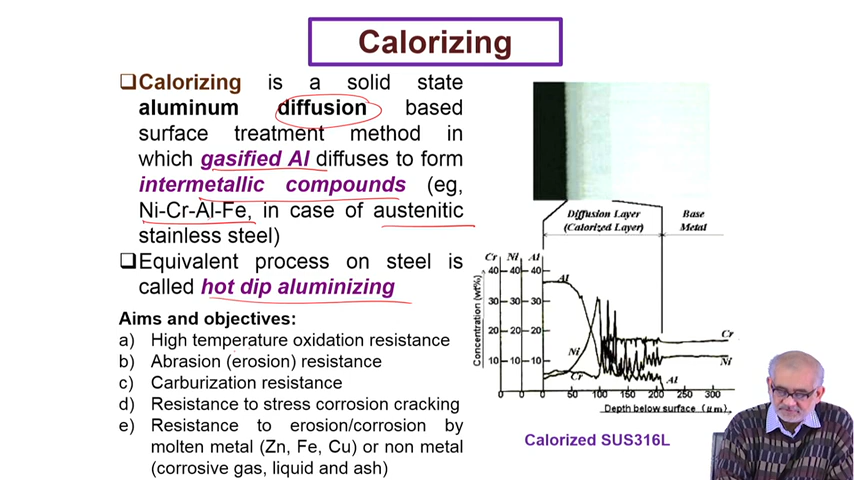 Calorizing
❑Calorizing is a solid state
aluminum diffusion based
surface treatment method in
which gasified Al diffuses to form
intermetallic compounds (eg,
Ni-Cr-Al-Fe, in case of austenitic
stainless steel)
❑Equivalent process on steel is
called hot dip aluminizing
Aims and objectives:
a) High temperature oxidation resistance
b) Abrasion (erosion) resistance
c) Carburization resistance
d) Resistance to stress corrosion cracking
e) Resistance to erosion/corrosion by
molten metal (Zn, Fe, Cu) or non metal
(corrosive gas, liquid and ash)
Diffusion Layer Base
(Calorized Layer) Metal
Cr Ni Al
40 40 40
30 30 30
20 20 20
10 10 10
0 0 0
Concentration (wt%)
Al
Ni
Cr
Cr
Ni
Al
100 200 300
Depth below surface (μm)
Calorized SUS316L